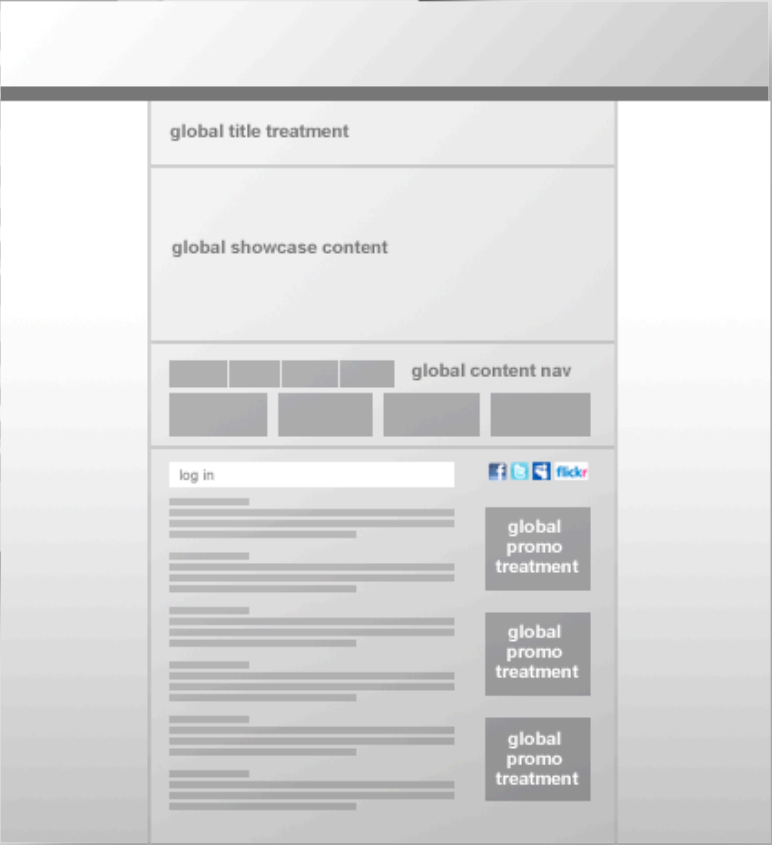 global title treatment
global showcase content
global content nav
log in
flickr
global
promo
treatment
global
promo
treatment
global
promo
treatment